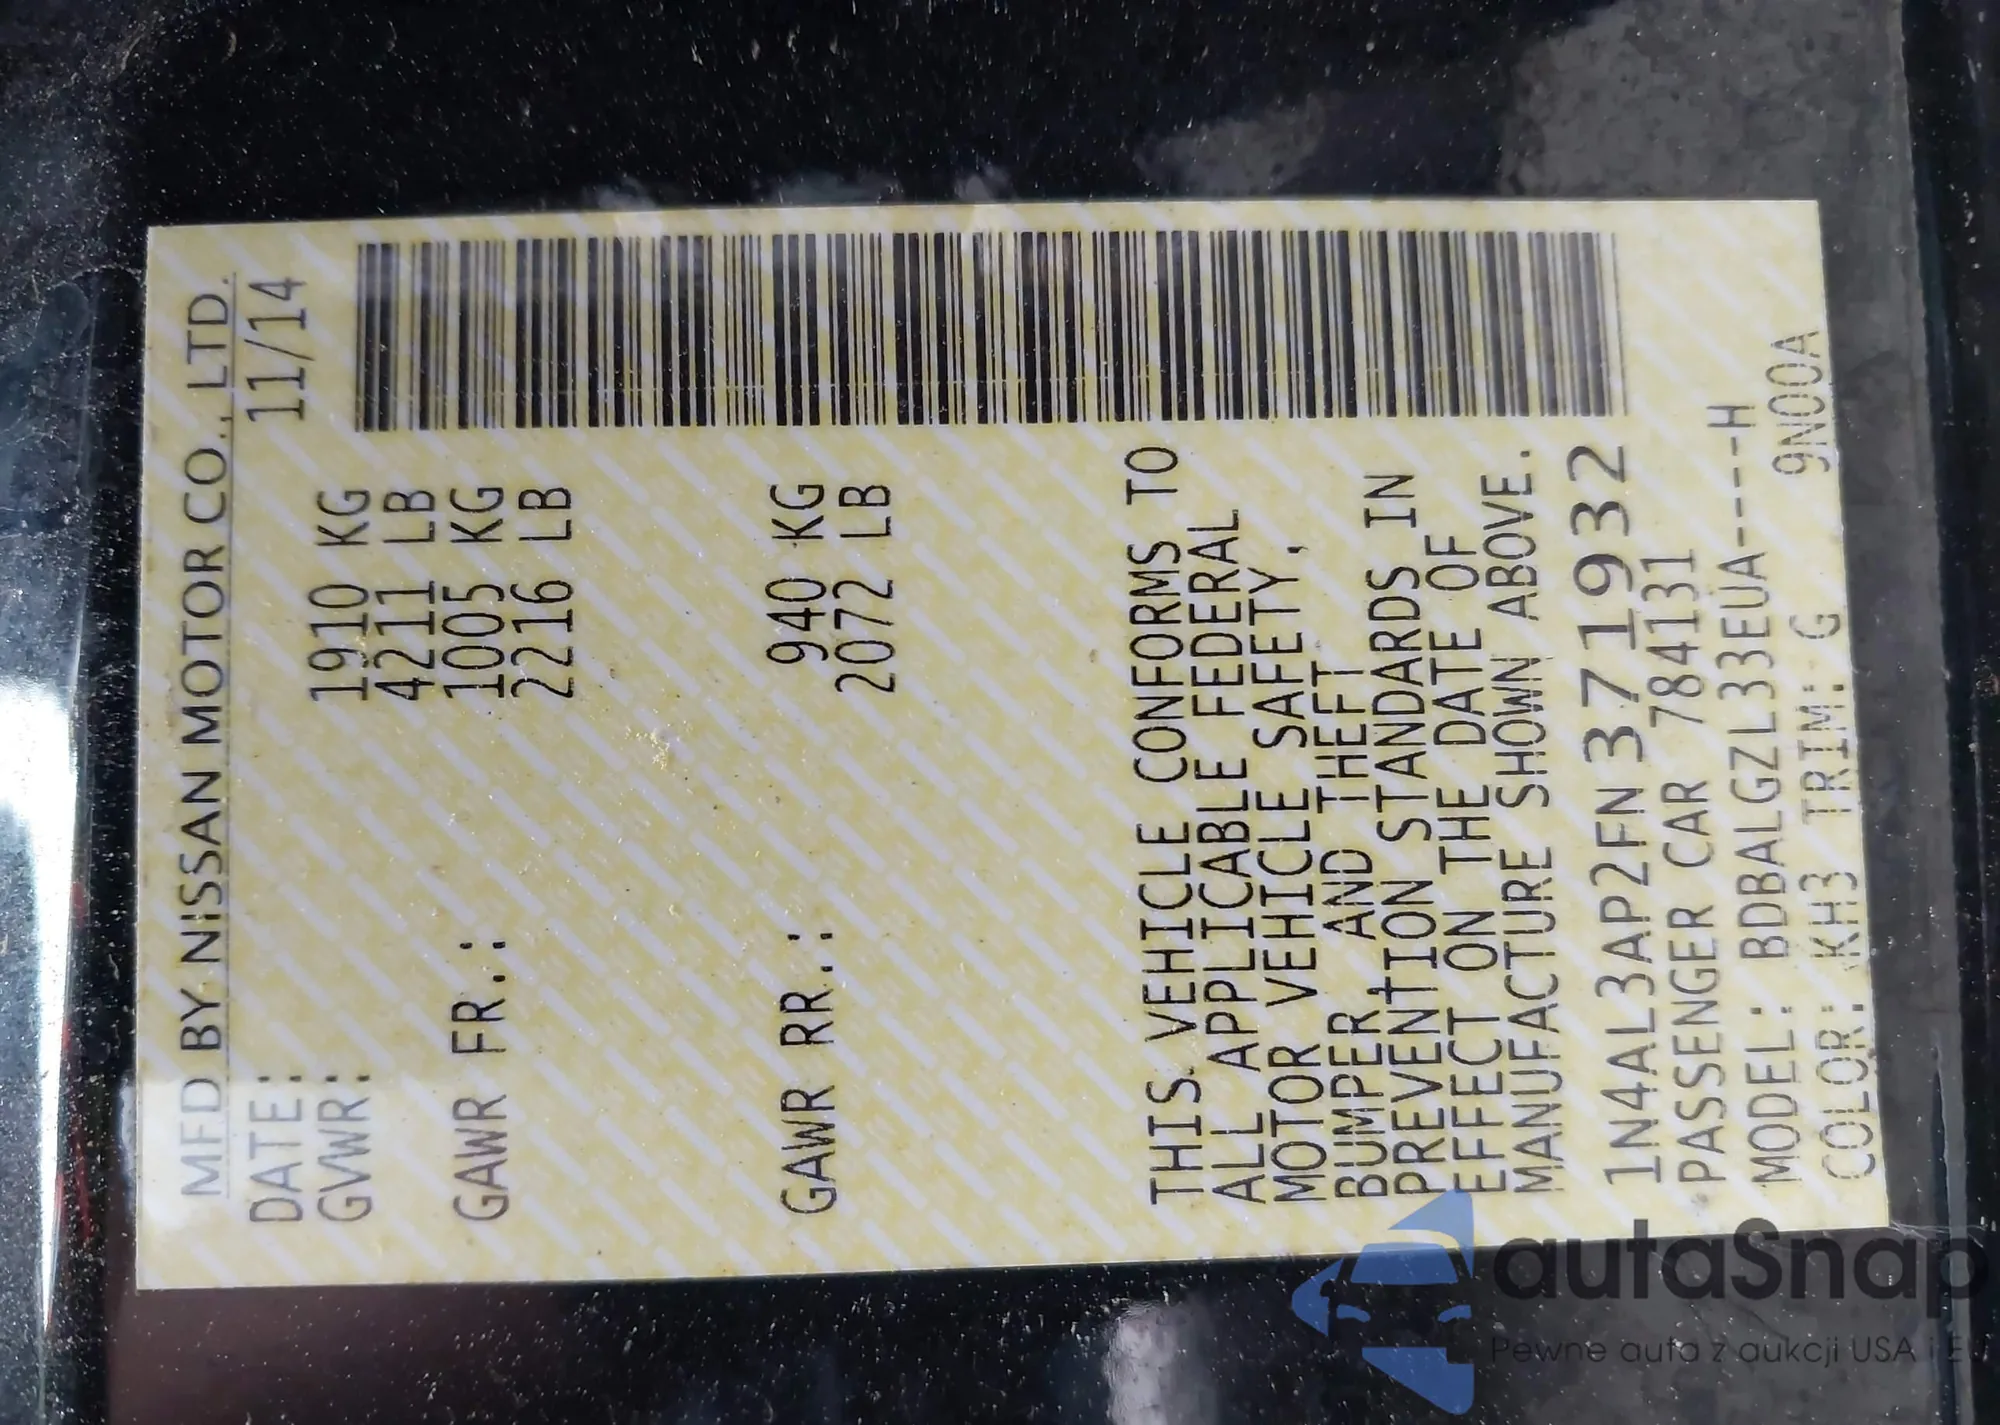 MFD BY NISSAN MOTOR CO., LTD.
DATE: 11/14
GVWR: 1910 KG
4211 LB
GAWR FR.: 1005 KG
2216 LB
GAWR RR.: 940 KG
2072 LB
THIS VEHICLE CONFORMS TO
ALL APPLICABLE FEDERAL
MOTOR VEHICLE SAFETY,
BUMPER AND THEFT
PREVENTION STANDARDS IN
EFFECT ON THE DATE OF
MANUFACTURE SHOWN ABOVE.
1N4AL3AP2FN371932
PASSENGER CAR 784131
MODEL: BDBALGZL33EUA----H
COLOR: KH3 TRIM: G 9N00A
autaSnap
Pewne auta z aukcji USA i EU